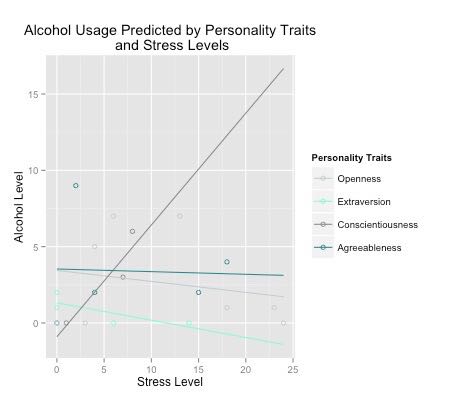 Alcohol Usage Predicted by Personality Traits
and Stress Levels
15
10
5
0
Alcohol Level
0 5 10 15 20 25
Stress Level
Personality Traits
Openness
Extraversion
Conscientiousness
Agreeableness